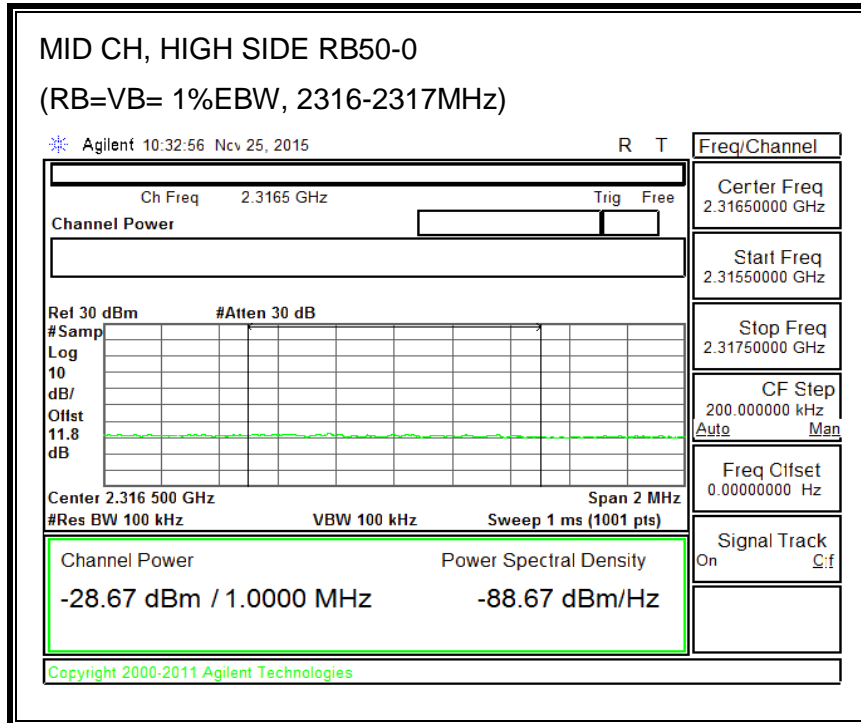 MID CH, HIGH SIDE RB50-0
(RB=VB= 1%EBW, 2316-2317MHz)
Agilent 10:32:56 Nov 25, 2015 R T
Freq/Channel
Ch Freq 2.3165 GHz Trig Free
Channel Power
Center Freq
2.31650000 GHz
Start Freq
2.31550000 GHz
Stop Freq
2.31750000 GHz
CF Step
200.000000 kHz
Auto Man
Freq Offset
0.00000000 Hz
Signal Track
On Off
Ref 30 dBm #Atten 30 dB
#Samp
Log
10
dB/
Offst
11.8
dB
Center 2.316 500 GHz Span 2 MHz
#Res BW 100 kHz VBW 100 kHz Sweep 1 ms (1001 pts)
Channel Power Power Spectral Density
-28.67 dBm / 1.0000 MHz -88.67 dBm/Hz
Copyright 2000-2011 Agilent Technologies